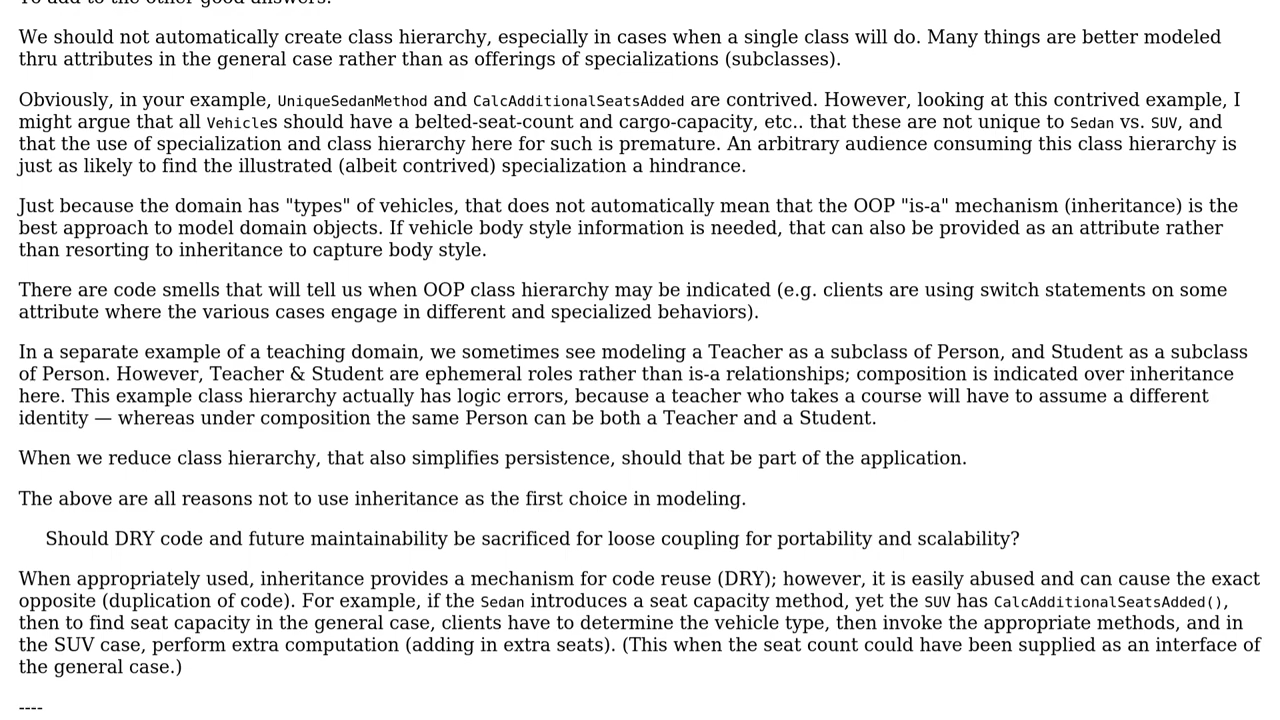 To add to the other good answers:
We should not automatically create class hierarchy, especially in cases when a single class will do. Many things are better modeled
thru attributes in the general case rather than as offerings of specializations (subclasses).
Obviously, in your example, UniqueSedanMethod and CalcAdditionalSeatsAdded are contrived. However, looking at this contrived example, I
might argue that all Vehicles should have a belted-seat-count and cargo-capacity, etc.. that these are not unique to Sedan vs. SUV, and
that the use of specialization and class hierarchy here for such is premature. An arbitrary audience consuming this class hierarchy is
just as likely to find the illustrated (albeit contrived) specialization a hindrance.
Just because the domain has "types" of vehicles, that does not automatically mean that the OOP "is-a" mechanism (inheritance) is the
best approach to model domain objects. If vehicle body style information is needed, that can also be provided as an attribute rather
than resorting to inheritance to capture body style.
There are code smells that will tell us when OOP class hierarchy may be indicated (e.g. clients are using switch statements on some
attribute where the various cases engage in different and specialized behaviors).
In a separate example of a teaching domain, we sometimes see modeling a Teacher as a subclass of Person, and Student as a subclass
of Person. However, Teacher & Student are ephemeral roles rather than is-a relationships; composition is indicated over inheritance
here. This example class hierarchy actually has logic errors, because a teacher who takes a course will have to assume a different
identity — whereas under composition the same Person can be both a Teacher and a Student.
When we reduce class hierarchy, that also simplifies persistence, should that be part of the application.
The above are all reasons not to use inheritance as the first choice in modeling.
Should DRY code and future maintainability be sacrificed for loose coupling for portability and scalability?
When appropriately used, inheritance provides a mechanism for code reuse (DRY); however, it is easily abused and can cause the exact
opposite (duplication of code). For example, if the Sedan introduces a seat capacity method, yet the SUV has CalcAdditionalSeatsAdded(),
then to find seat capacity in the general case, clients have to determine the vehicle type, then invoke the appropriate methods, and in
the SUV case, perform extra computation (adding in extra seats). (This when the seat count could have been supplied as an interface of
the general case.)
----